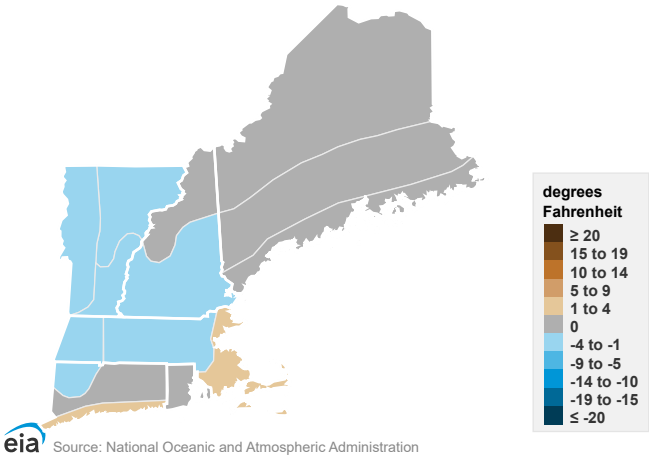 degrees
Fahrenheit
≥ 20
15 to 19
10 to 14
5 to 9
1 to 4
0
-4 to -1
-9 to -5
-14 to -10
-19 to -15
≤ -20
eia
Source: National Oceanic and Atmospheric Administration